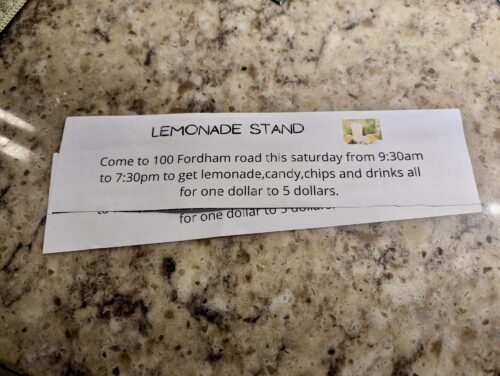 LEMONADE STAND
Come to 100 Fordham road this saturday from 9:30am
to 7:30pm to get lemonade,candy,chips and drinks all
for one dollar to 5 dollars.
for one dollar to 5 dollars.